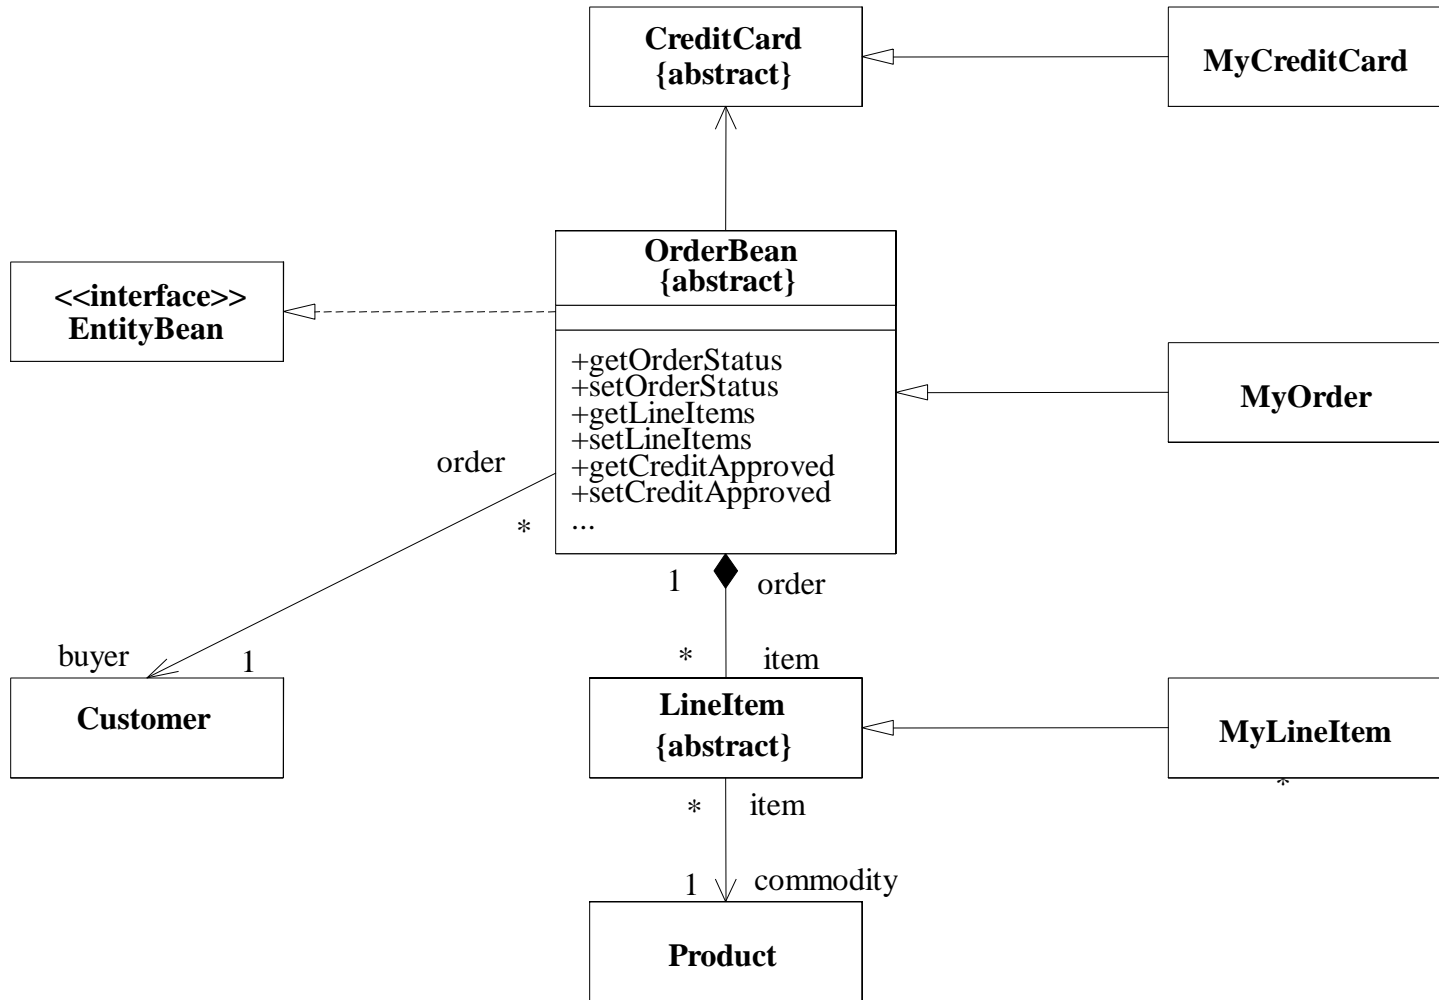 CreditCard
{abstract}
MyCreditCard
OrderBean
{abstract}
<<interface>>
EntityBean
+getOrderStatus
+setOrderStatus
+getLineItems
+setLineItems
+getCreditApproved
+setCreditApproved
...
MyOrder
order
*
1
order
buyer
1
*
item
Customer
LineItem
{abstract}
MyLineItem
*
*
item
1
commodity
Product